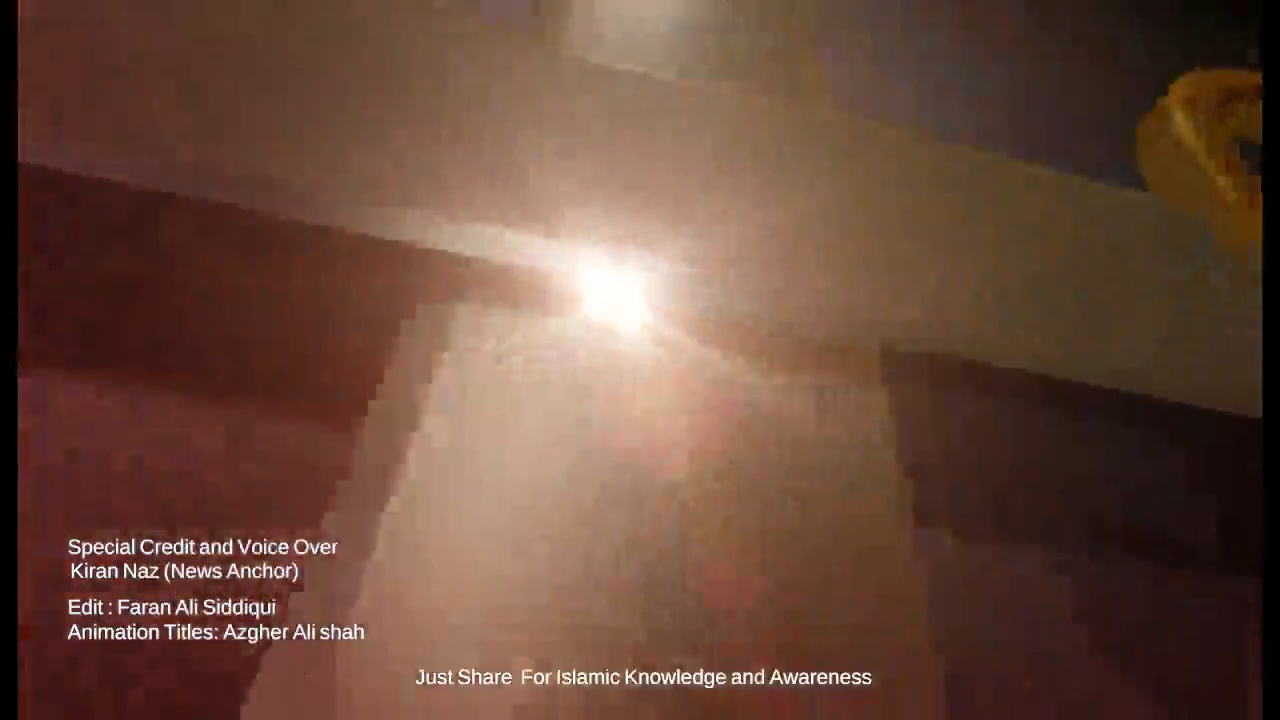 Special Credit and Voice Over
Kiran Naz (News Anchor)
Edit : Faran Ali Siddiqui
Animation Titles: Azgher Ali shah
Just Share For Islamic Knowledge and Awareness